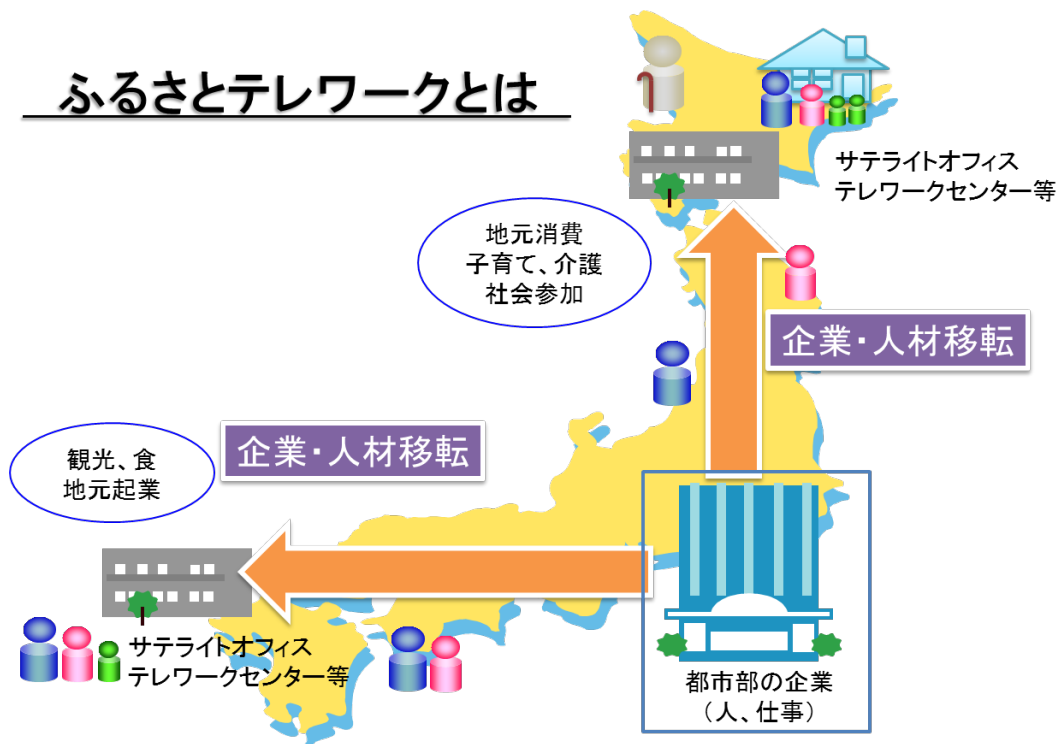 ふるさとテレワークとは
サテライトオフィス
テレワークセンター等
地元消費
子育て、介護
社会参加
企業・人材移転
企業・人材移転
観光、食
地元起業
サテライトオフィス
テレワークセンター等
都市部の企業
（人、仕事）